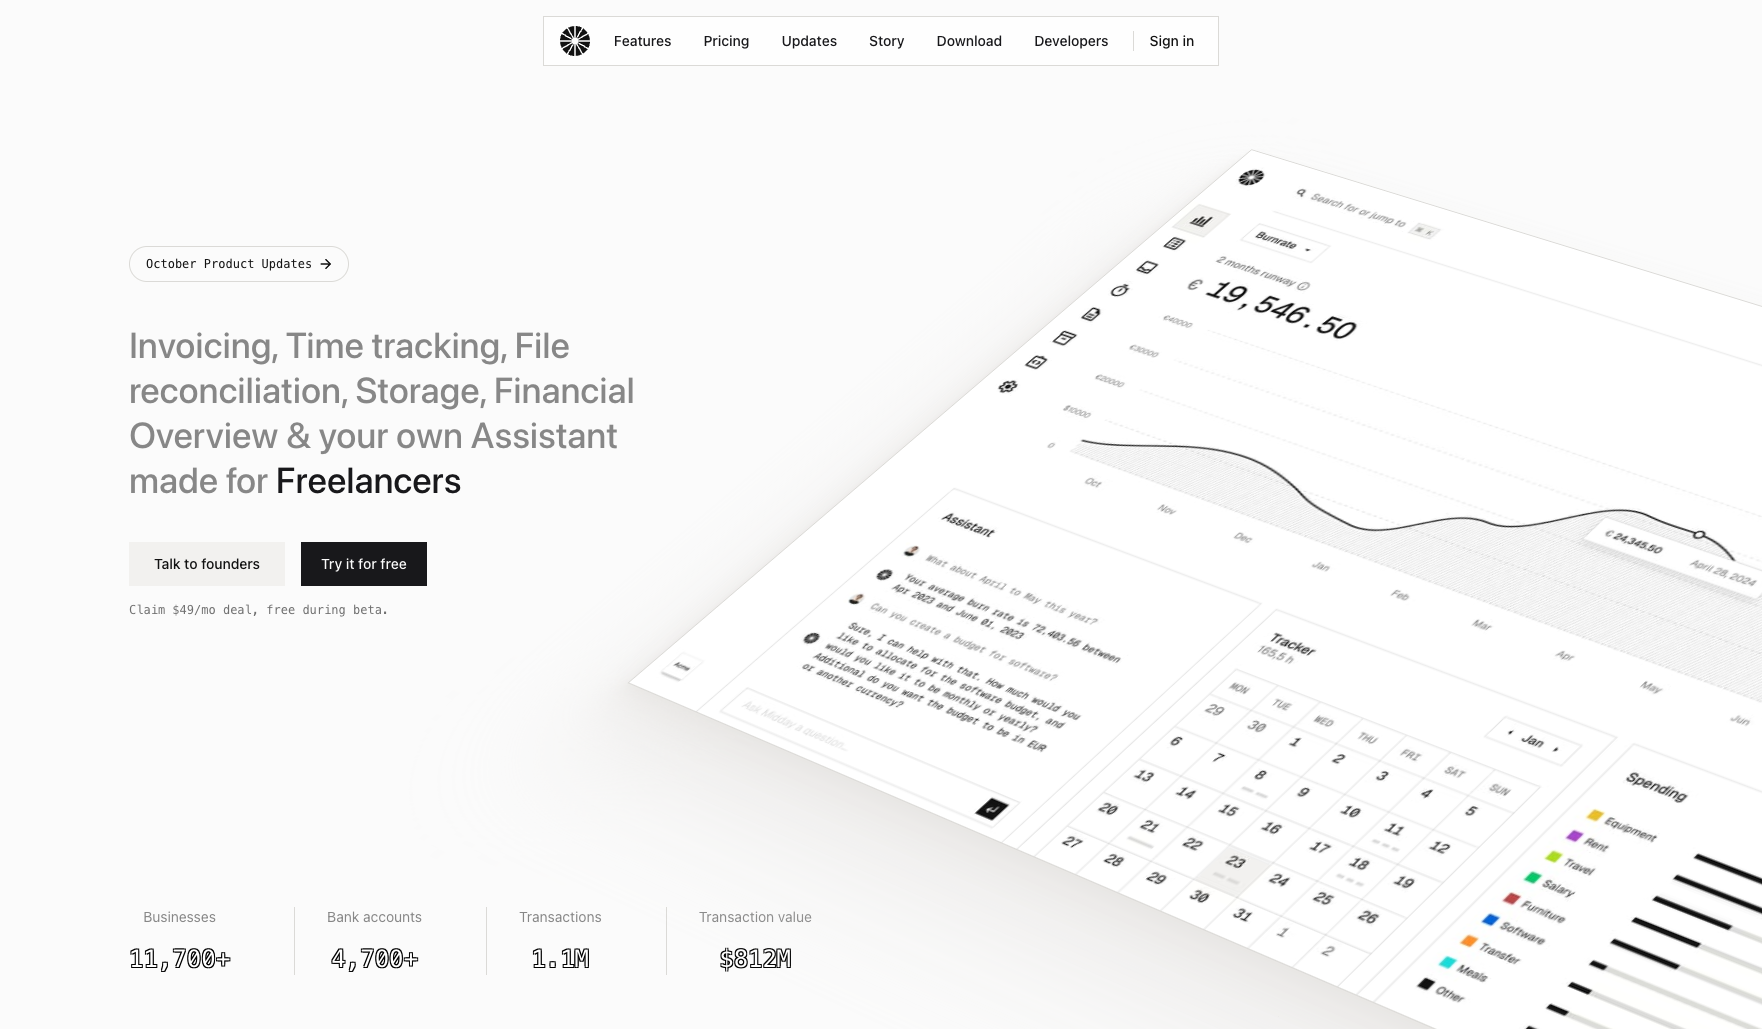 Features Pricing Updates Story Download Developers Sign in
October Product Updates →
Invoicing, Time tracking, File
reconciliation, Storage, Financial
Overview & your own Assistant
made for Freelancers
Talk to founders
Try it for free
Claim $49/mo deal, free during beta.
Businesses
11,700+
Bank accounts
4,700+
Transactions
1.1M
Transaction value
$812M
Search for or jump to ⌘ K
Burnrate
2 months runway
€ 19,546.50
€40000
€30000
€20000
$10000
0
Oct Nov Dec Jan Feb Mar Apr May Jun
€ 24,345.50 April 28, 2024
Assistant
What about April to May this year?
Your average burn rate is 72.403.56 between
Apr 2023 and June 01, 2023
Can you create a budget for software?
Sure, I can help with that. How much would you
like to allocate for the software budget, and
would you like it to be monthly or yearly?
Additional do you want the budget to be in EUR
or another currency?
Ask Midday a question...
Acme
Tracker
165,5 h
Jan
MON TUE WED THU FRI SAT SUN
29 30 1 2 3 4 5
6 7 8 9 10 11 12
13 14 15 16 17 18 19
20 21 22 23 24 25 26
27 28 29 30 31 1 2
Spending
Equipment
Rent
Travel
Salary
Furniture
Software
Transfer
Meals
Other